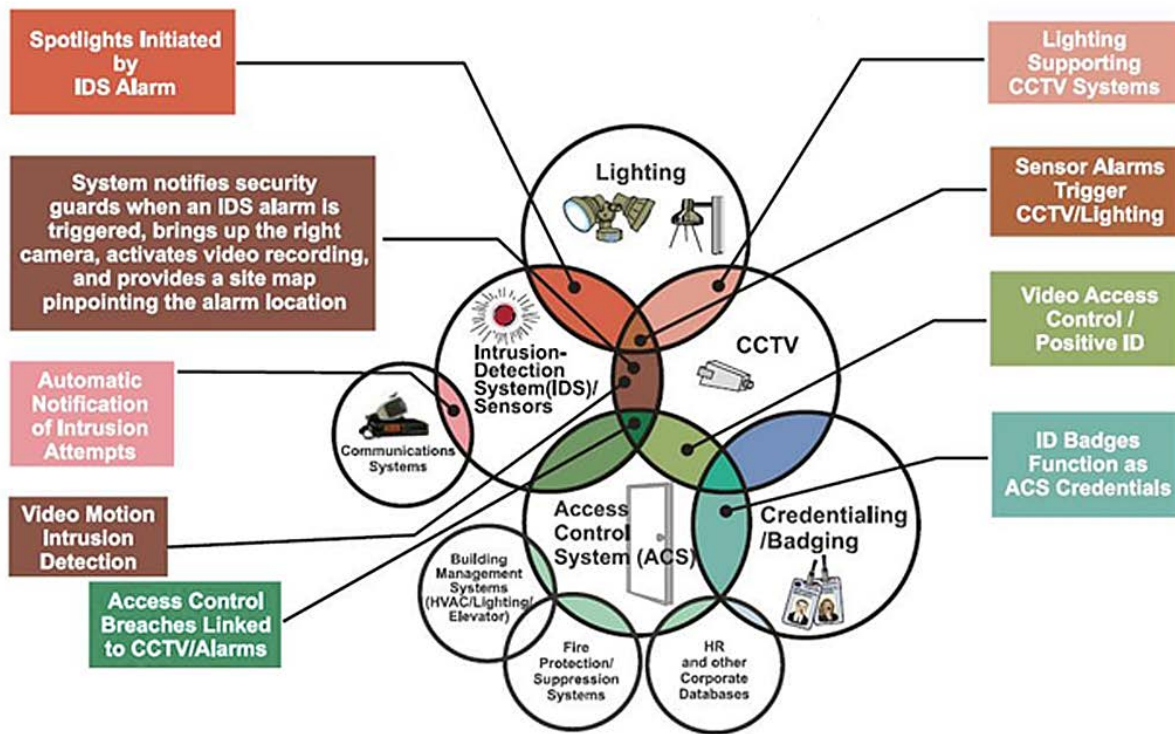 Spotlights Initiated
by
IDS Alarm
System notifies security
guards when an IDS alarm is
triggered, brings up the right
camera, activates video recording,
and provides a site map
pinpointing the alarm location
Automatic
Notification
of Intrusion
Attempts
Video Motion
Intrusion
Detection
Access Control
Breaches Linked
to CCTV/Alarms
Lighting
Intrusion-
Detection
System(IDS)/
Sensors
CCTV
Communications
Systems
Access
Control
System (ACS)
Credentialing
/Badging
Building
Management
Systems
(HVAC/Lighting/
Elevator)
Fire
Protection/
Suppression
Systems
HR
and other
Corporate
Databases
Lighting
Supporting
CCTV Systems
Sensor Alarms
Trigger
CCTV/Lighting
Video Access
Control /
Positive ID
ID Badges
Function as
ACS Credentials